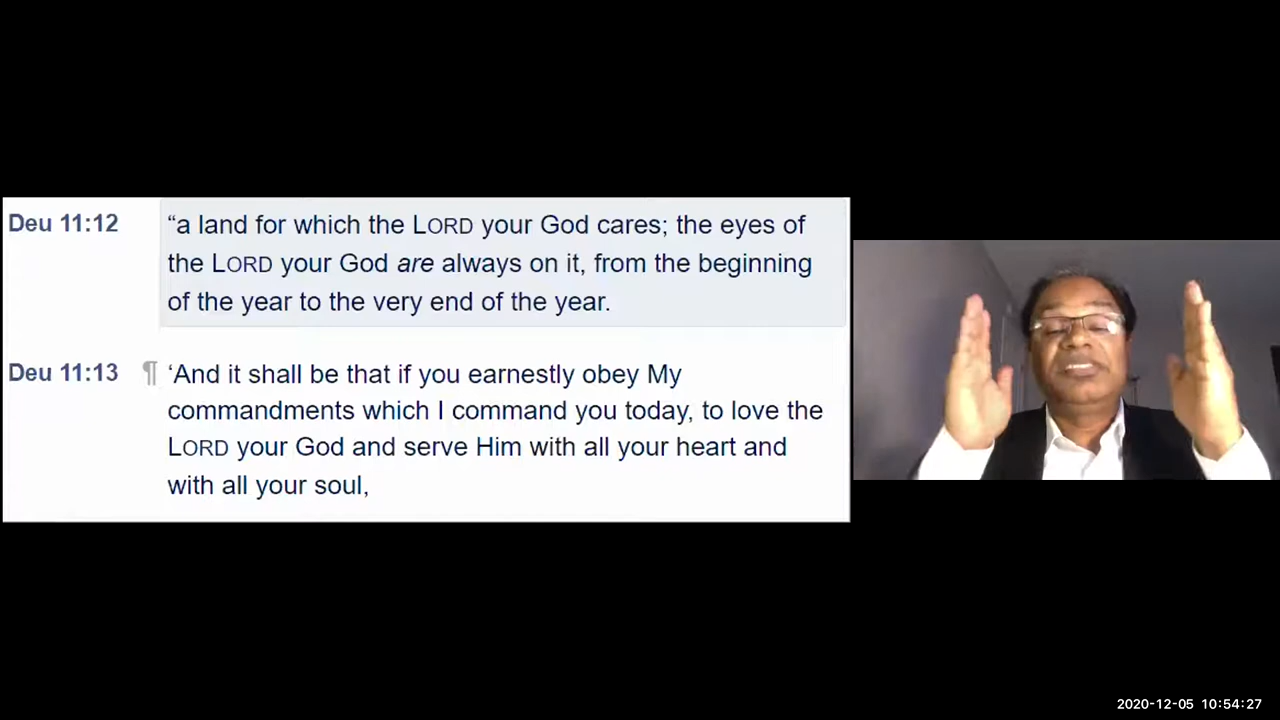 Deu 11:12 “a land for which the LORD your God cares; the eyes of
the LORD your God are always on it, from the beginning
of the year to the very end of the year.
Deu 11:13 ¶ ‘And it shall be that if you earnestly obey My
commandments which I command you today, to love the
LORD your God and serve Him with all your heart and
with all your soul,
2020-12-05 10:54:27